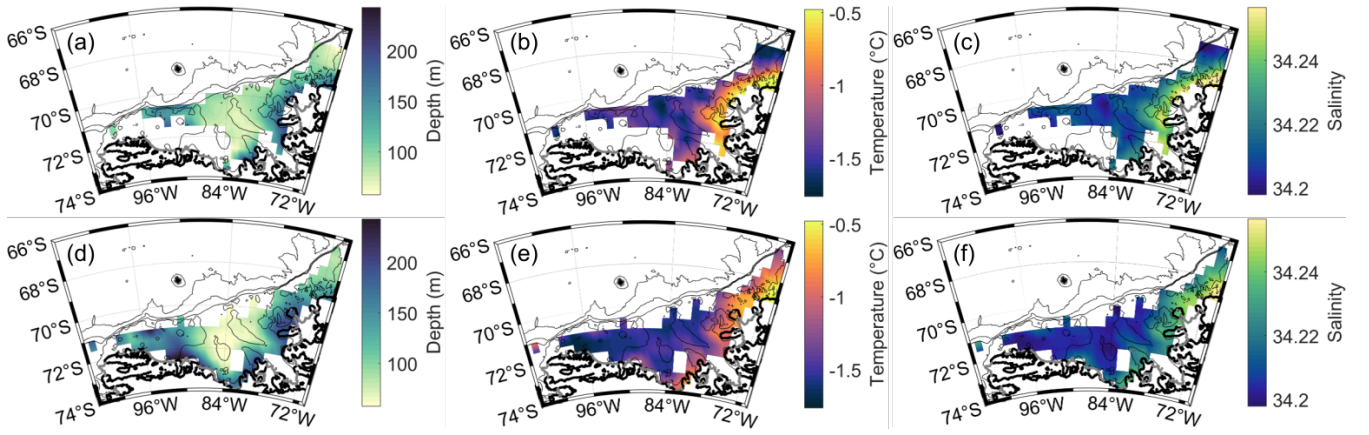 (a)
66°S
68°S
70°S
72°S
74°S
96°W
84°W
72°W
200
150
100
Depth (m)
(b)
66°S
68°S
70°S
72°S
74°S
96°W
84°W
72°W
-0.5
-1
-1.5
Temperature (°C)
(c)
66°S
68°S
70°S
72°S
74°S
96°W
84°W
72°W
34.24
34.22
34.2
Salinity
(d)
66°S
68°S
70°S
72°S
74°S
96°W
84°W
72°W
200
150
100
Depth (m)
(e)
66°S
68°S
70°S
72°S
74°S
96°W
84°W
72°W
-0.5
-1
-1.5
Temperature (°C)
(f)
66°S
68°S
70°S
72°S
74°S
96°W
84°W
72°W
34.24
34.22
34.2
Salinity